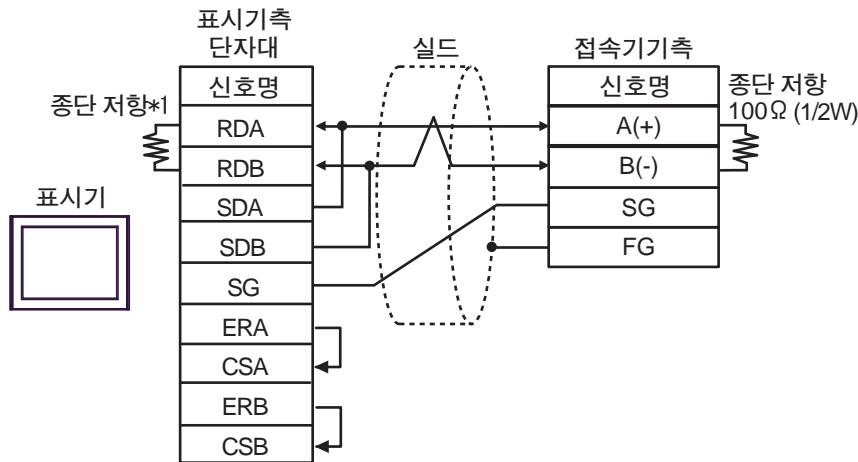 표시기측
단자대
실드
접속기기측
종단 저항*1
신호명
RDA
RDB
SDA
SDB
SG
ERA
CSA
ERB
CSB
표시기
신호명
A(+)
B(-)
SG
FG
종단 저항
100Ω (1/2W)